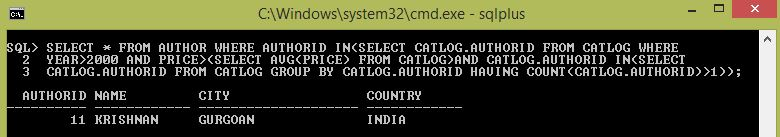 C:\Windows\system32\cmd.exe - sqlplus
SQL> SELECT * FROM AUTHOR WHERE AUTHORID IN(SELECT CATLOG.AUTHORID FROM CATLOG WHERE
2 YEAR>2000 AND PRICE>(SELECT AVG(PRICE) FROM CATLOG)AND CATLOG.AUTHORID IN(SELECT
3 CATLOG.AUTHORID FROM CATLOG GROUP BY CATLOG.AUTHORID HAVING COUNT(CATLOG.AUTHORID)>1));
AUTHORID NAME CITY COUNTRY
11 KRISHNAN GURGOAN INDIA